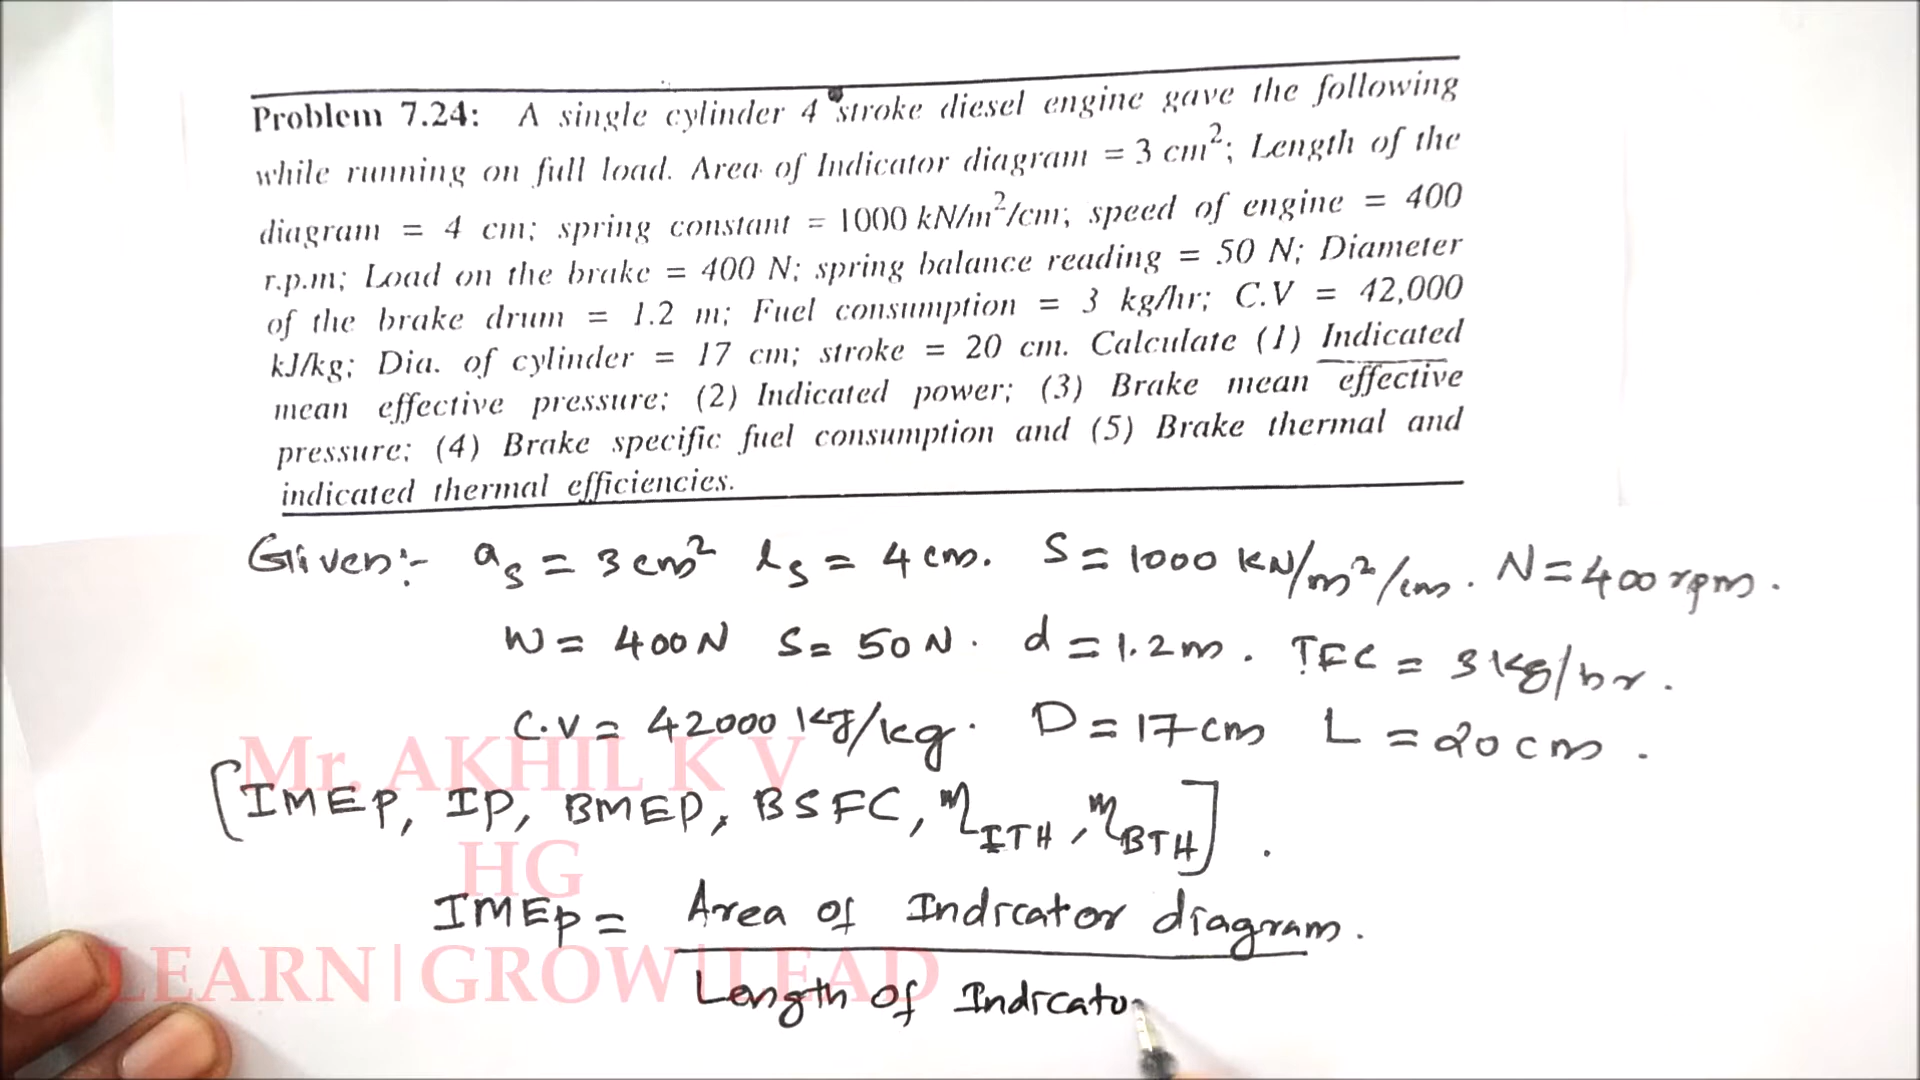 Problem 7.24: A single cylinder 4 stroke diesel engine gave the following
while running on full load. Area of Indicator diagram = 3 cm²; Length of the
diagram = 4 cm; spring constant = 1000 kN/m²/cm; speed of engine = 400
r.p.m; Load on the brake = 400 N; spring balance reading = 50 N; Diameter
of the brake drum = 1.2 m; Fuel consumption = 3 kg/hr; C.V = 42,000
kJ/kg; Dia. of cylinder = 17 cm; stroke = 20 cm. Calculate (1) Indicated
mean effective pressure; (2) Indicated power; (3) Brake mean effective
pressure; (4) Brake specific fuel consumption and (5) Brake thermal and
indicated thermal efficiencies.
Given:- as = 3 cm² ls = 4 cm. S = 1000 kN/m²/cm. N = 400 rpm.
W = 400 N S = 50 N. d = 1.2 m. TFC = 3 kg/hr.
C.V = 42000 kJ/kg. D = 17 cm L = 20 cm.
Mr. AKHIL K V
[IMEP, IP, BMEP, BSFC, ηITH, ηBTH].
HG
IMEP = Area of Indicator diagram.
LEARN|GROW|LEAD
Length of Indicator